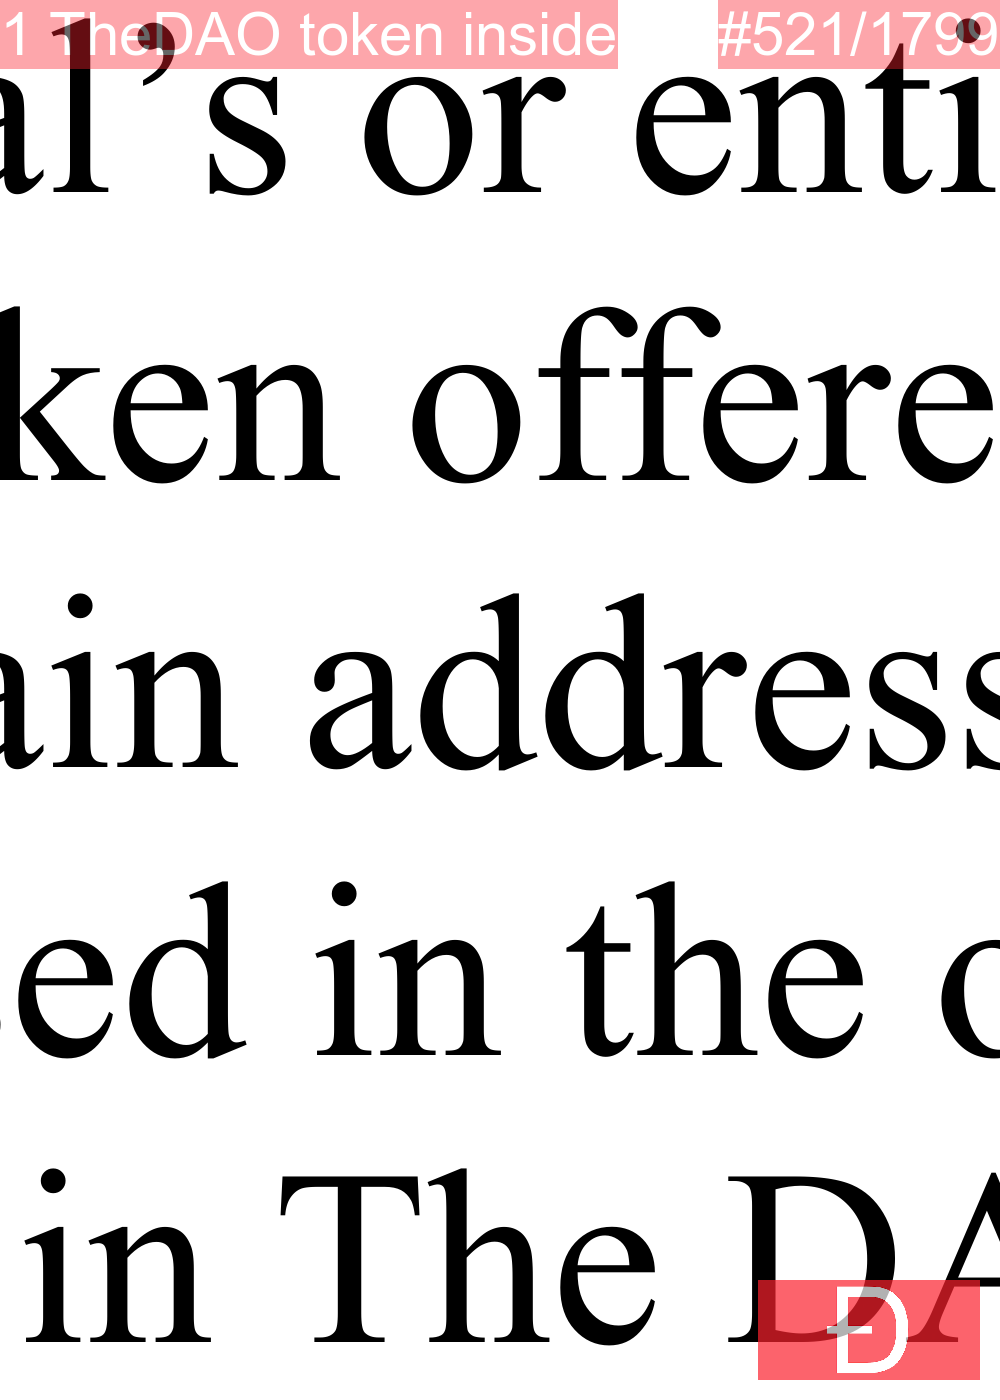 1 TheDAO token inside #521/1799
al’s or enti
ken offere
ain address
ed in the
in The DA
Đ